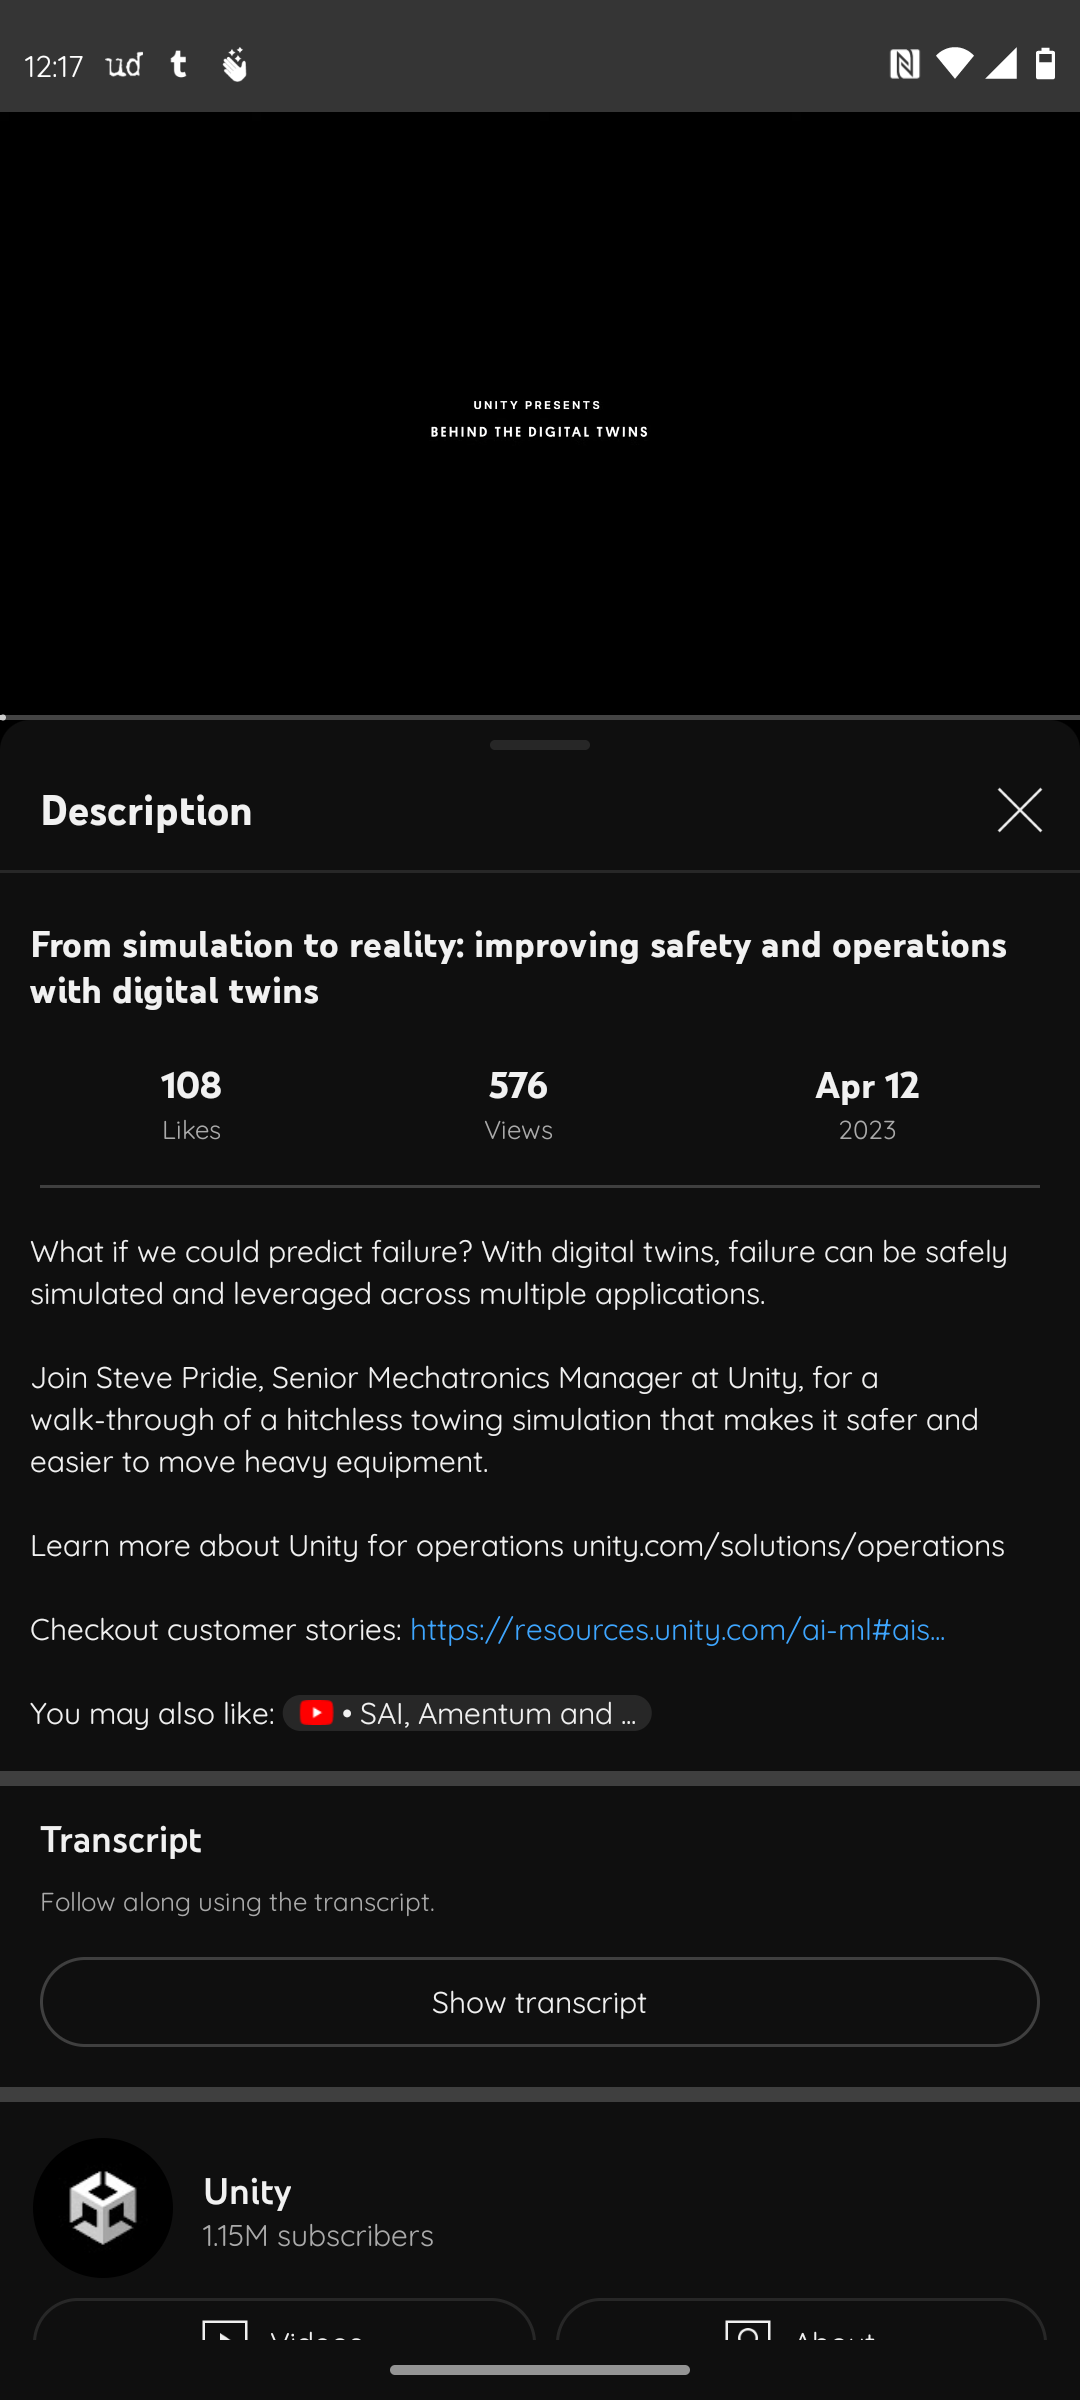 12:17 ud t
UNITY PRESENTS
BEHIND THE DIGITAL TWINS
Description
From simulation to reality: improving safety and operations
with digital twins
108 576 Apr 12
Likes Views 2023
What if we could predict failure? With digital twins, failure can be safely
simulated and leveraged across multiple applications.
Join Steve Pridie, Senior Mechatronics Manager at Unity, for a
walk-through of a hitchless towing simulation that makes it safer and
easier to move heavy equipment.
Learn more about Unity for operations unity.com/solutions/operations
Checkout customer stories: https://resources.unity.com/ai-ml#ais...
You may also like: • SAI, Amentum and ...
Transcript
Follow along using the transcript.
Show transcript
Unity
1.15M subscribers
Videos About